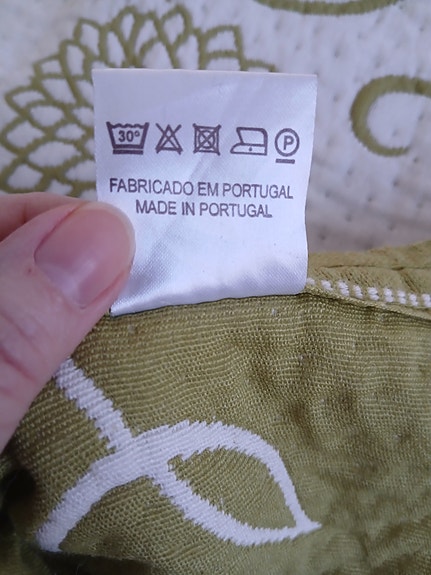 30° P
FABRICADO EM PORTUGAL
MADE IN PORTUGAL